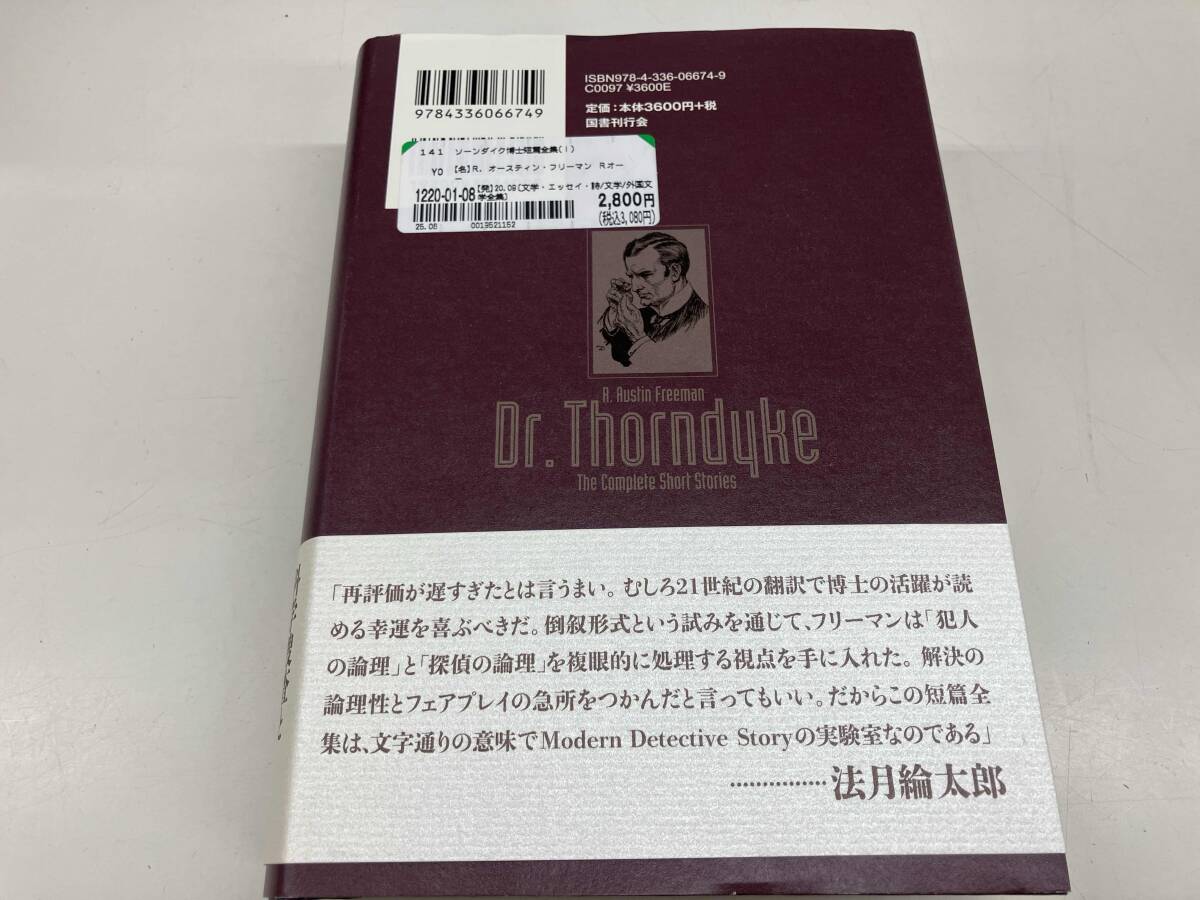 ISBN978-4-336-06674-9
C0097 ¥3600E
定価:本体3600円+税
国書刊行会
9784336066749
141 ソーンダイク博士短篇全集(1)
YO 【名】R. オースティン・フリーマン Rオー
1220-01-08 【発】20.09[文学・エッセイ・詩/文字/外国文
学全集]
2,800円
(税込3,080円)
25.08 0019521152
R. Austin Freeman
Dr. Thorndyke
The Complete Short Stories
「再評価が遅すぎたとは言うまい。むしろ21世紀の翻訳で博士の活躍が読
める幸運を喜ぶべきだ。倒叙形式という試みを通じて、フリーマンは「犯人
の論理」と「探偵の論理」を複眼的に処理する視点を手に入れた。解決の
論理性とフェアプレイの急所をつかんだと言ってもいい。だからこの短篇全
集は、文字通りの意味でModern Detective Storyの実験室なのである」
……………法月綸太郎